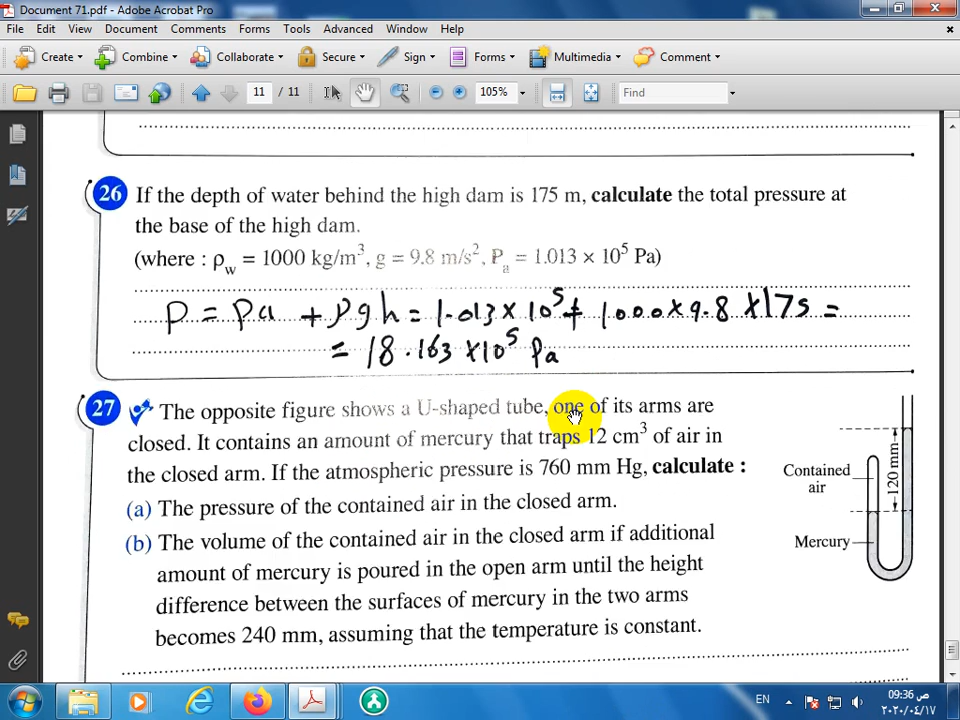 Document 71.pdf - Adobe Acrobat Pro
File Edit View Document Comments Forms Tools Advanced Window Help
Create Combine Collaborate Secure Sign Forms Multimedia Comment
11 / 11 105% Find
26 If the depth of water behind the high dam is 175 m, calculate the total pressure at
the base of the high dam.
(where : ρw = 1000 kg/m³, g = 9.8 m/s², Pa = 1.013 × 10⁵ Pa)
P = Pa + ρgh = 1.013 × 10⁵ + 1000 × 9.8 × 175 =
= 18.163 × 10⁵ Pa
27 The opposite figure shows a U-shaped tube, one of its arms are
closed. It contains an amount of mercury that traps 12 cm³ of air in
the closed arm. If the atmospheric pressure is 760 mm Hg, calculate :
(a) The pressure of the contained air in the closed arm.
(b) The volume of the contained air in the closed arm if additional
amount of mercury is poured in the open arm until the height
difference between the surfaces of mercury in the two arms
becomes 240 mm, assuming that the temperature is constant.
Contained
air
120 mm
Mercury
EN
09:36 ص
٢٠٢٠/٠٤/١٧